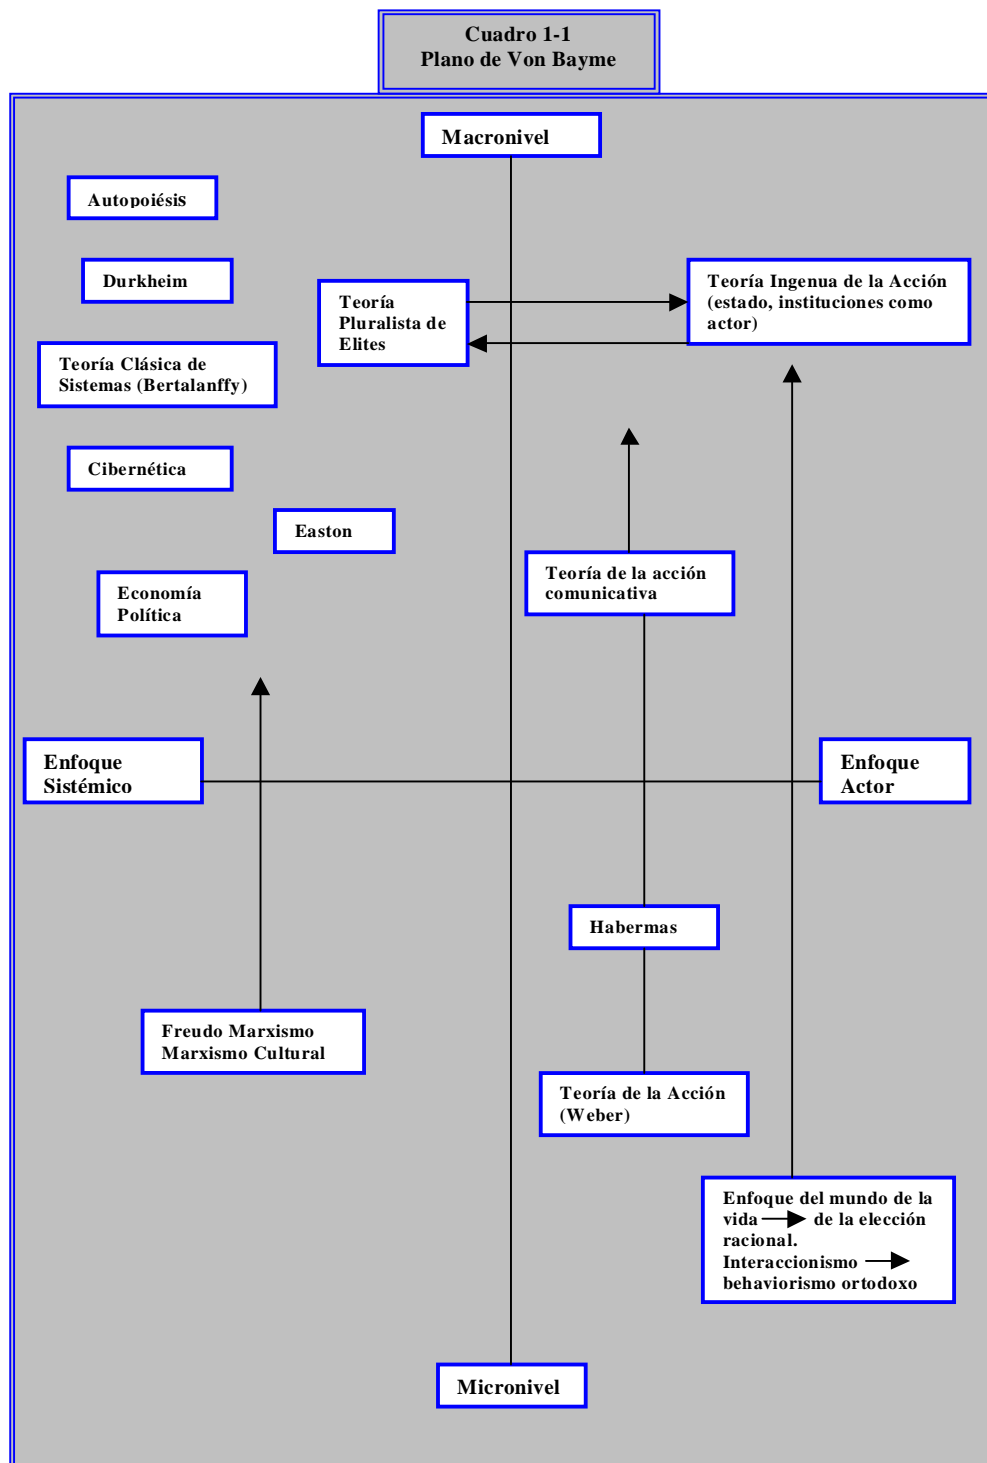 Cuadro 1-1
Plano de Von Bayme
Macronivel
Autopoiésis
Durkheim
Teoría
Pluralista de
Elites
Teoría Ingenua de la Acción
(estado, instituciones como
actor)
Teoría Clásica de
Sistemas (Bertalanffy)
Cibernética
Easton
Teoría de la acción
comunicativa
Economía
Política
Enfoque
Sistémico
Enfoque
Actor
Habermas
Freudo Marxismo
Marxismo Cultural
Teoría de la Acción
(Weber)
Enfoque del mundo de la
vida → de la elección
racional.
Interaccionismo →
behaviorismo ortodoxo
Micronivel